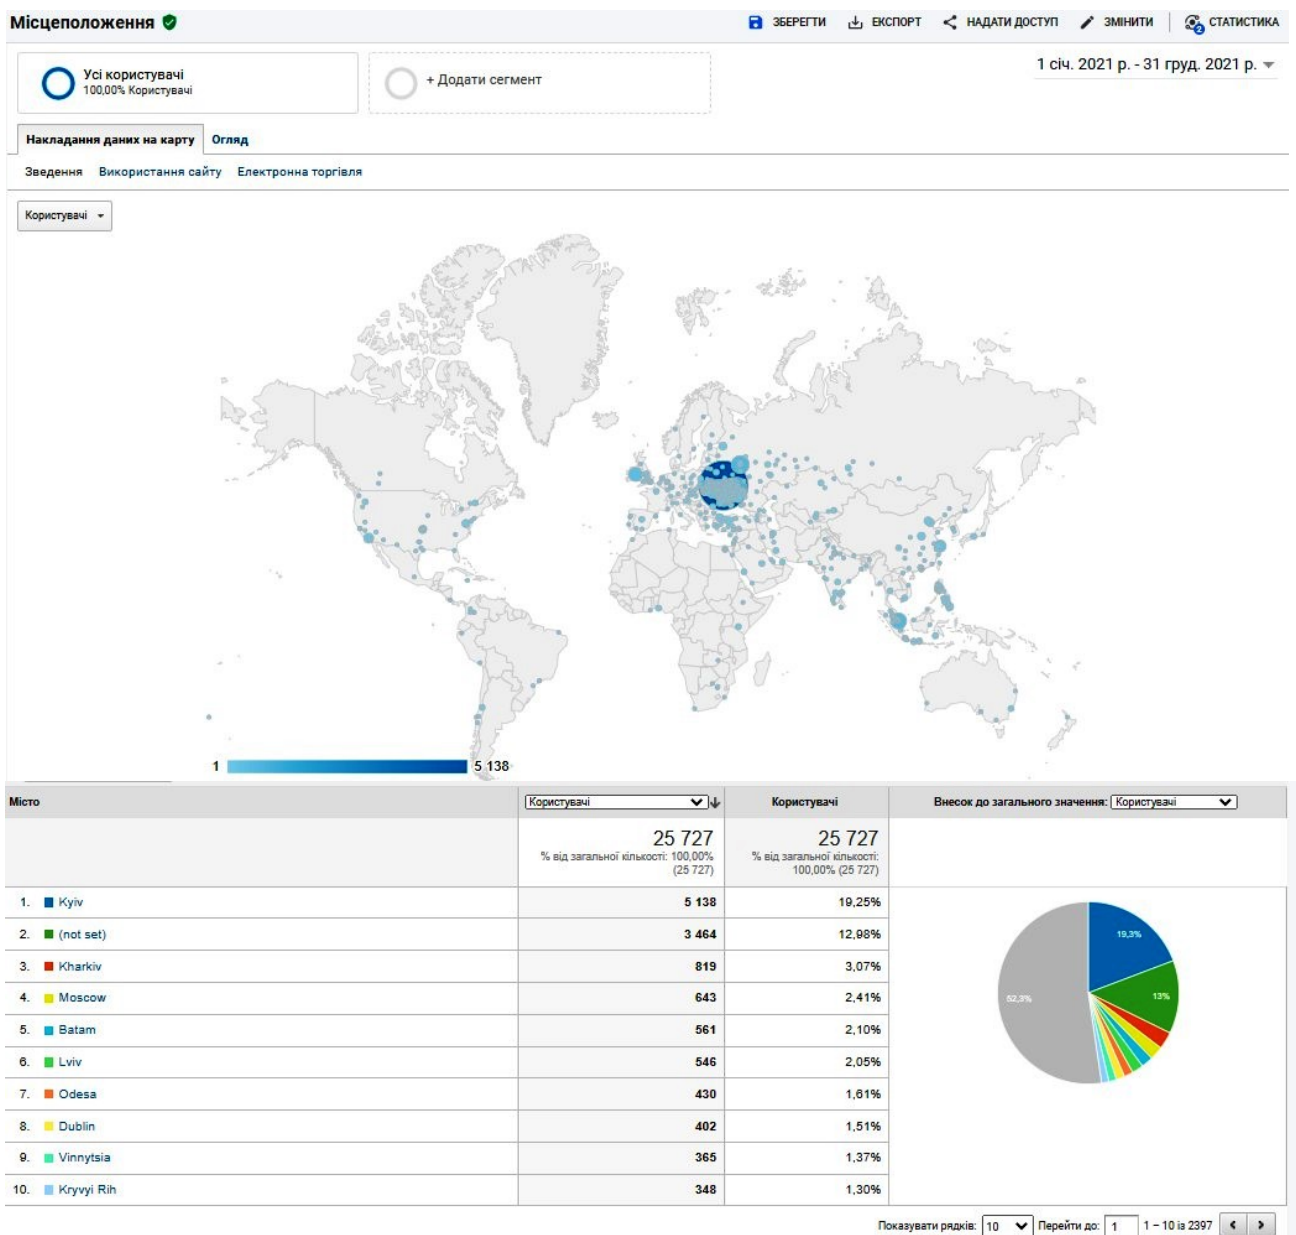 Місцеположення
ЗБЕРЕГТИ ЕКСПОРТ НАДАТИ ДОСТУП ЗМІНИТИ 2 СТАТИСТИКА
Усі користувачі
100,00% Користувачі
+ Додати сегмент
1 січ. 2021 р. - 31 груд. 2021 р.
Накладання даних на карту Огляд
Зведення Використання сайту Електронна торгівля
Користувачі
1 5 138
Місто Користувачі Користувачі Внесок до загального значення: Користувачі
25 727 25 727
% від загальної кількості: 100,00% % від загальної кількості:
(25 727) 100,00% (25 727)
1. Kyiv 5 138 19,25%
2. (not set) 3 464 12,98%
3. Kharkiv 819 3,07%
4. Moscow 643 2,41%
5. Batam 561 2,10%
6. Lviv 546 2,05%
7. Odesa 430 1,61%
8. Dublin 402 1,51%
9. Vinnytsia 365 1,37%
10. Kryvyi Rih 348 1,30%
19,3%
13%
52,3%
Показувати рядків: 10 Перейти до: 1 1 – 10 із 2397